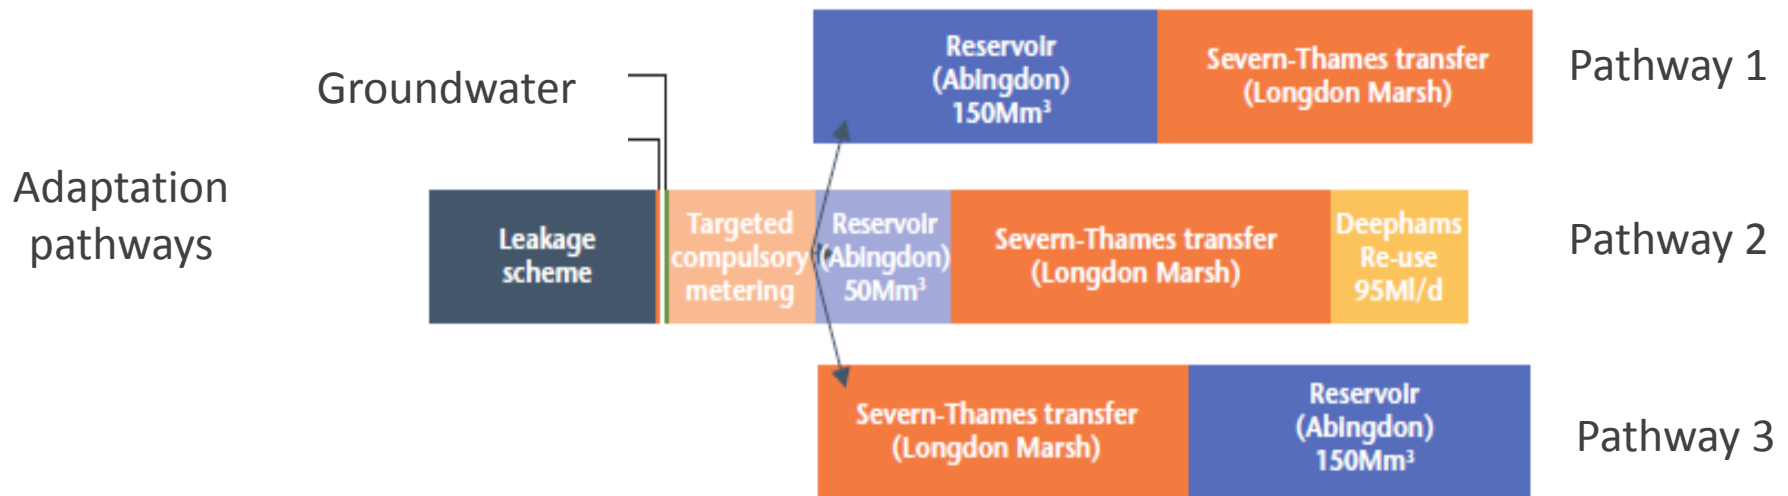 Adaptation
pathways
Groundwater
Leakage
scheme
Targeted
compulsory
metering
Reservoir
(Abingdon)
150Mm³
Severn-Thames transfer
(Longdon Marsh)
Pathway 1
Reservoir
(Abingdon)
50Mm³
Severn-Thames transfer
(Longdon Marsh)
Deephams
Re-use
95Ml/d
Pathway 2
Severn-Thames transfer
(Longdon Marsh)
Reservoir
(Abingdon)
150Mm³
Pathway 3